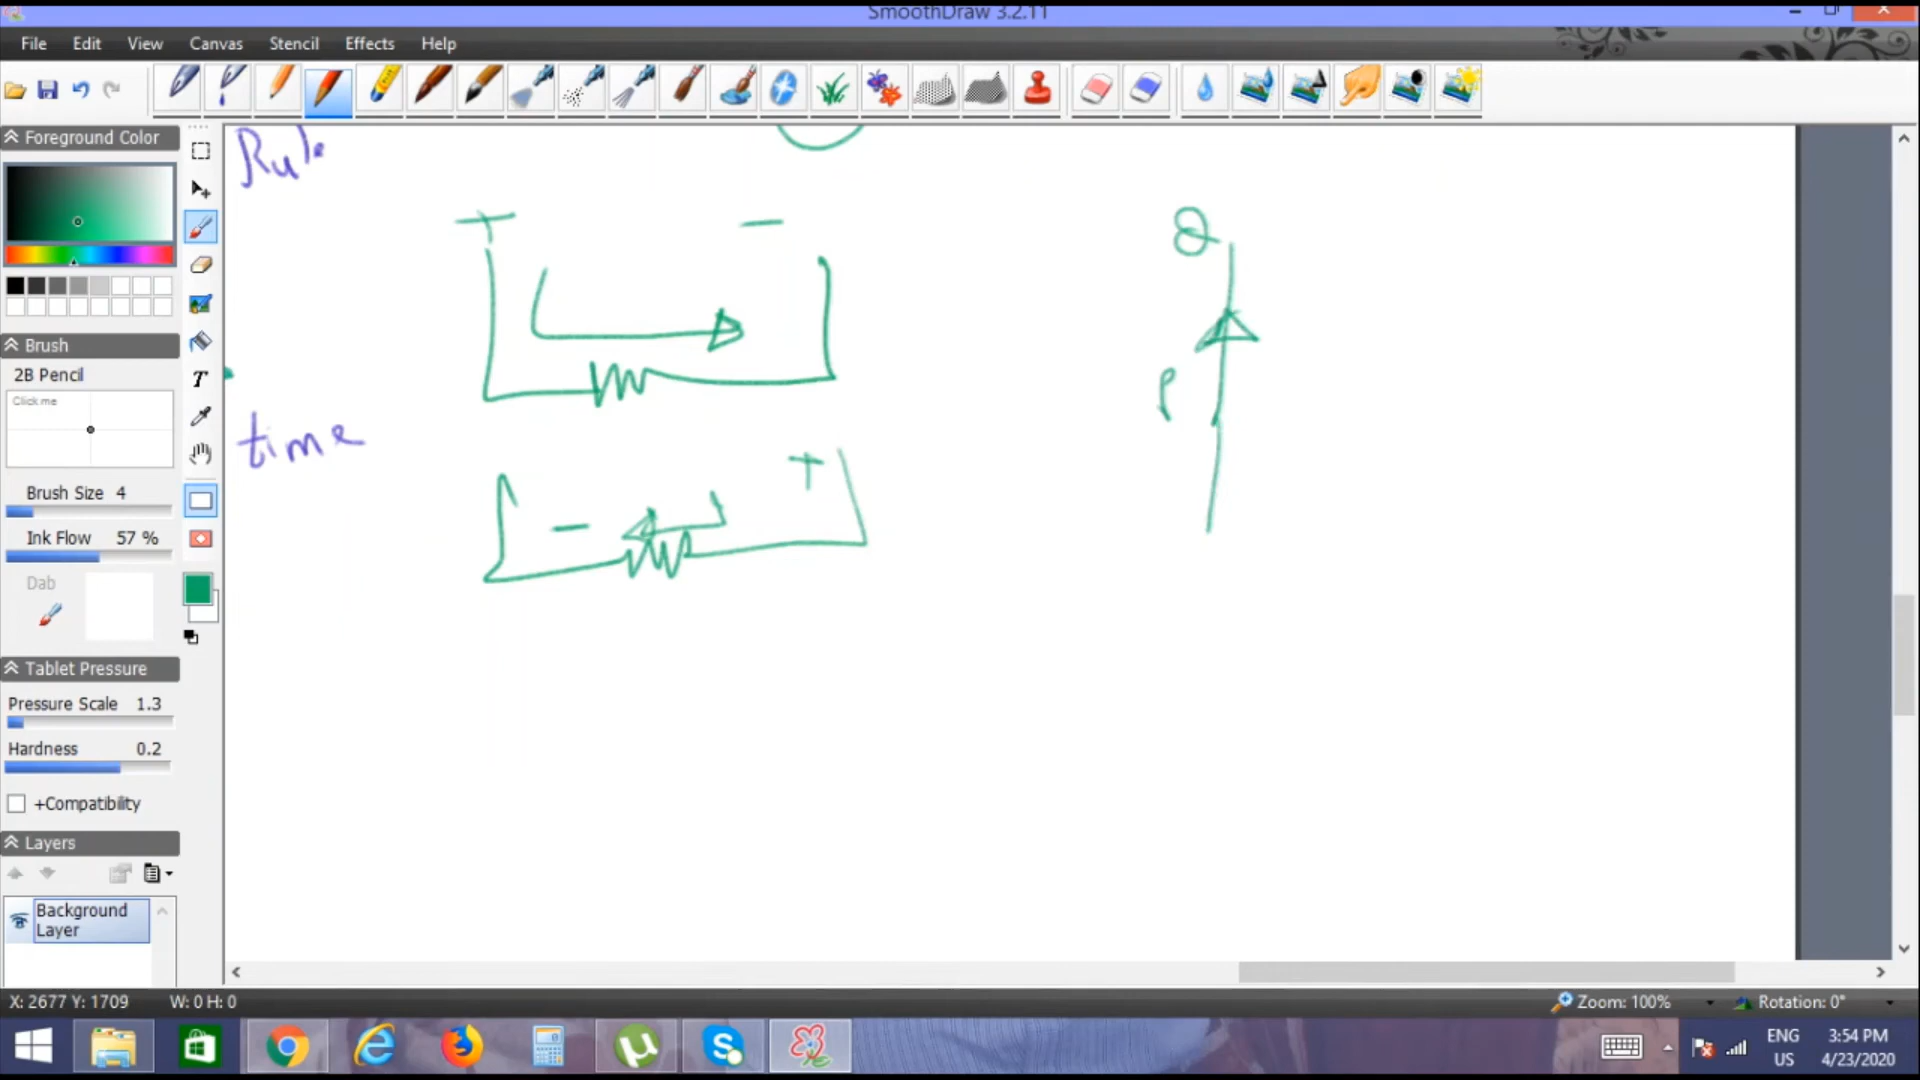 SmoothDraw 3.2.11
File Edit View Canvas Stencil Effects Help
Foreground Color
Brush
2B Pencil
Click me
Brush Size 4
Ink Flow 57 %
Dab
Tablet Pressure
Pressure Scale 1.3
Hardness 0.2
+Compatibility
Layers
Background
Layer
Rule
+ −
time
− +
Q
P
T
X: 2677 Y: 1709 W: 0 H: 0 Zoom: 100% Rotation: 0°
ENG 3:54 PM
US 4/23/2020